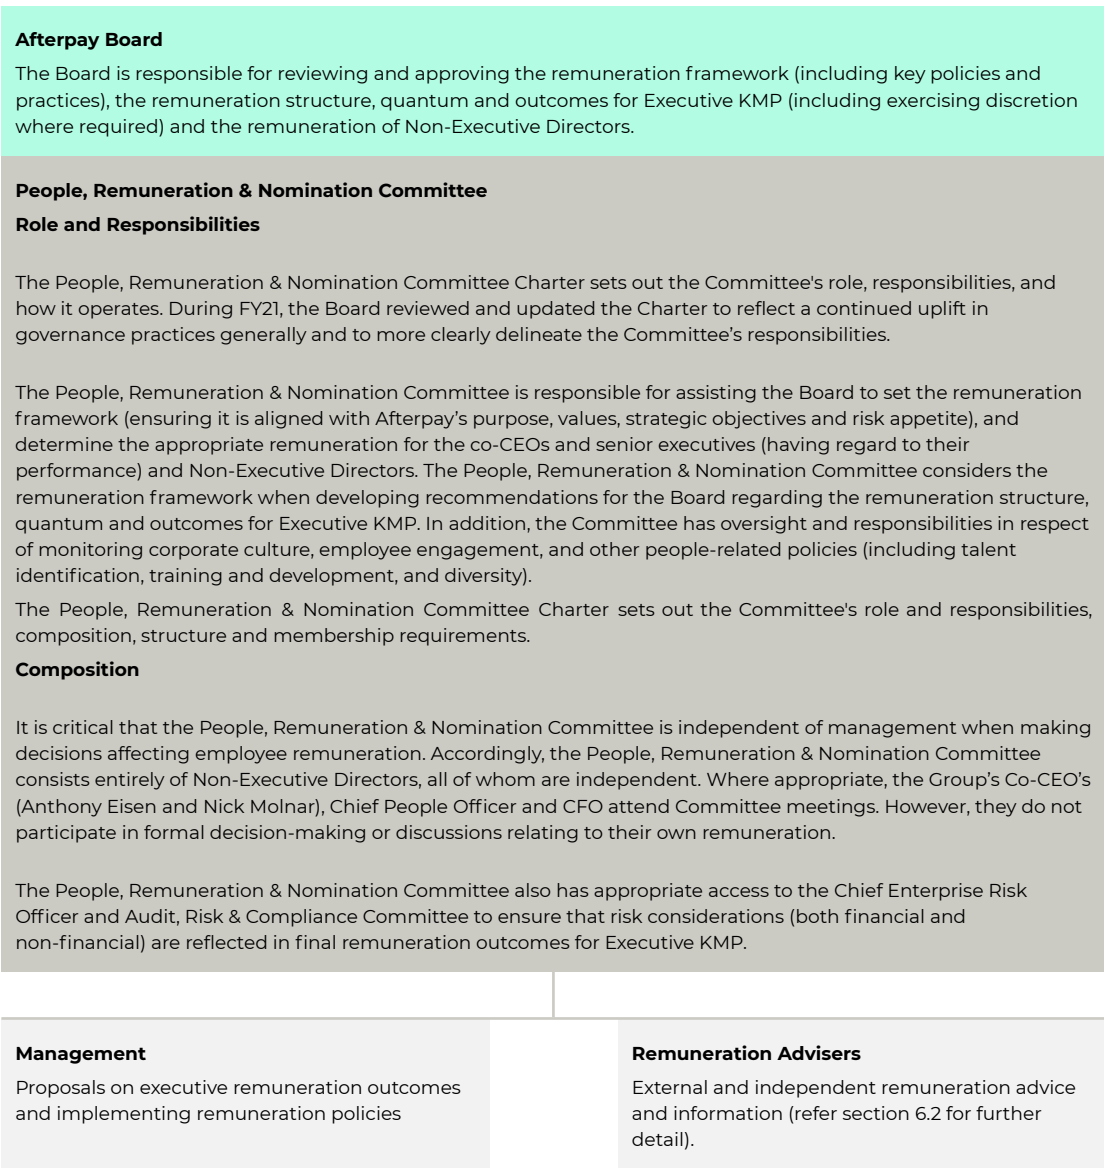 Afterpay Board
The Board is responsible for reviewing and approving the remuneration framework (including key policies and
practices), the remuneration structure, quantum and outcomes for Executive KMP (including exercising discretion
where required) and the remuneration of Non-Executive Directors.
People, Remuneration & Nomination Committee
Role and Responsibilities
The People, Remuneration & Nomination Committee Charter sets out the Committee's role, responsibilities, and
how it operates. During FY21, the Board reviewed and updated the Charter to reflect a continued uplift in
governance practices generally and to more clearly delineate the Committee’s responsibilities.
The People, Remuneration & Nomination Committee is responsible for assisting the Board to set the remuneration
framework (ensuring it is aligned with Afterpay’s purpose, values, strategic objectives and risk appetite), and
determine the appropriate remuneration for the co-CEOs and senior executives (having regard to their
performance) and Non-Executive Directors. The People, Remuneration & Nomination Committee considers the
remuneration framework when developing recommendations for the Board regarding the remuneration structure,
quantum and outcomes for Executive KMP. In addition, the Committee has oversight and responsibilities in respect
of monitoring corporate culture, employee engagement, and other people-related policies (including talent
identification, training and development, and diversity).
The People, Remuneration & Nomination Committee Charter sets out the Committee's role and responsibilities,
composition, structure and membership requirements.
Composition
It is critical that the People, Remuneration & Nomination Committee is independent of management when making
decisions affecting employee remuneration. Accordingly, the People, Remuneration & Nomination Committee
consists entirely of Non-Executive Directors, all of whom are independent. Where appropriate, the Group’s Co-CEO’s
(Anthony Eisen and Nick Molnar), Chief People Officer and CFO attend Committee meetings. However, they do not
participate in formal decision-making or discussions relating to their own remuneration.
The People, Remuneration & Nomination Committee also has appropriate access to the Chief Enterprise Risk
Officer and Audit, Risk & Compliance Committee to ensure that risk considerations (both financial and
non-financial) are reflected in final remuneration outcomes for Executive KMP.
Management
Proposals on executive remuneration outcomes
and implementing remuneration policies
Remuneration Advisers
External and independent remuneration advice
and information (refer section 6.2 for further
detail).